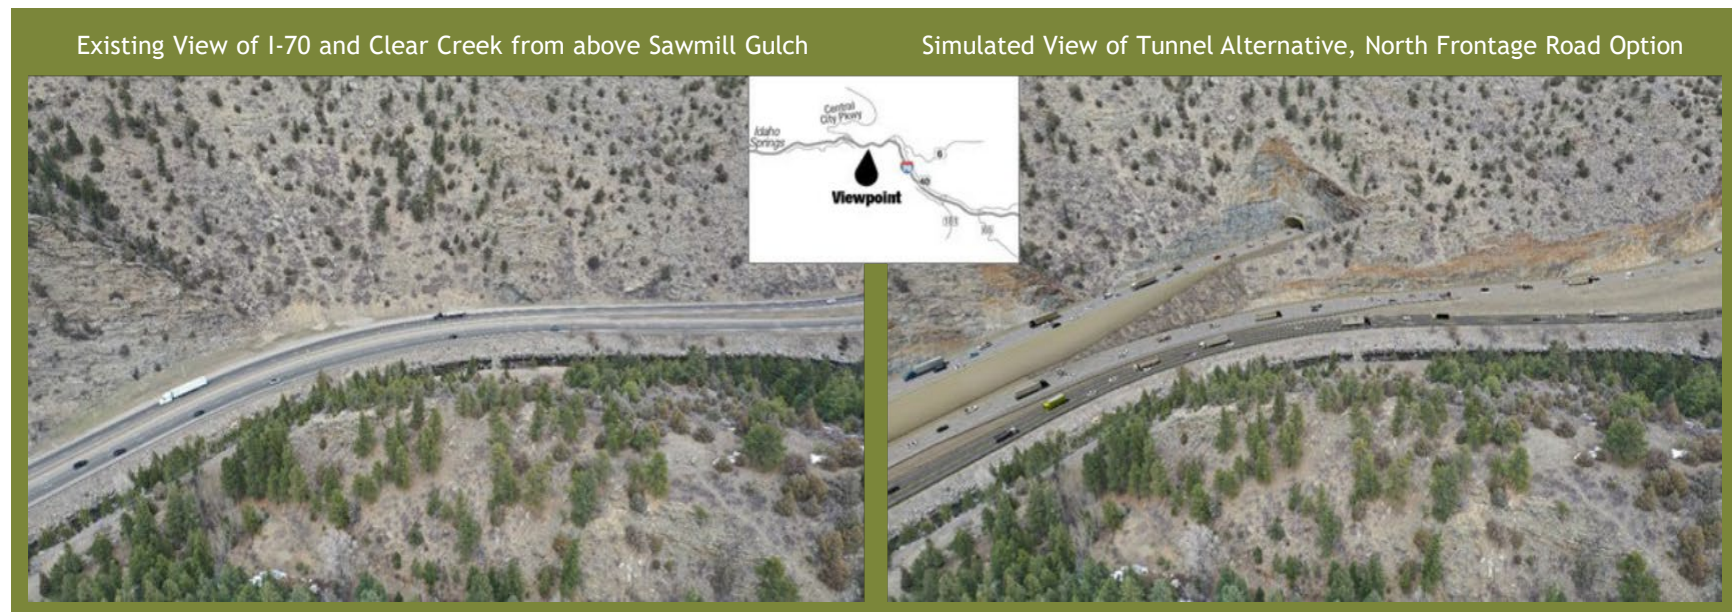 Existing View of I-70 and Clear Creek from above Sawmill Gulch
Simulated View of Tunnel Alternative, North Frontage Road Option
Central
City Pkwy
Idaho
Springs
6
40
Viewpoint